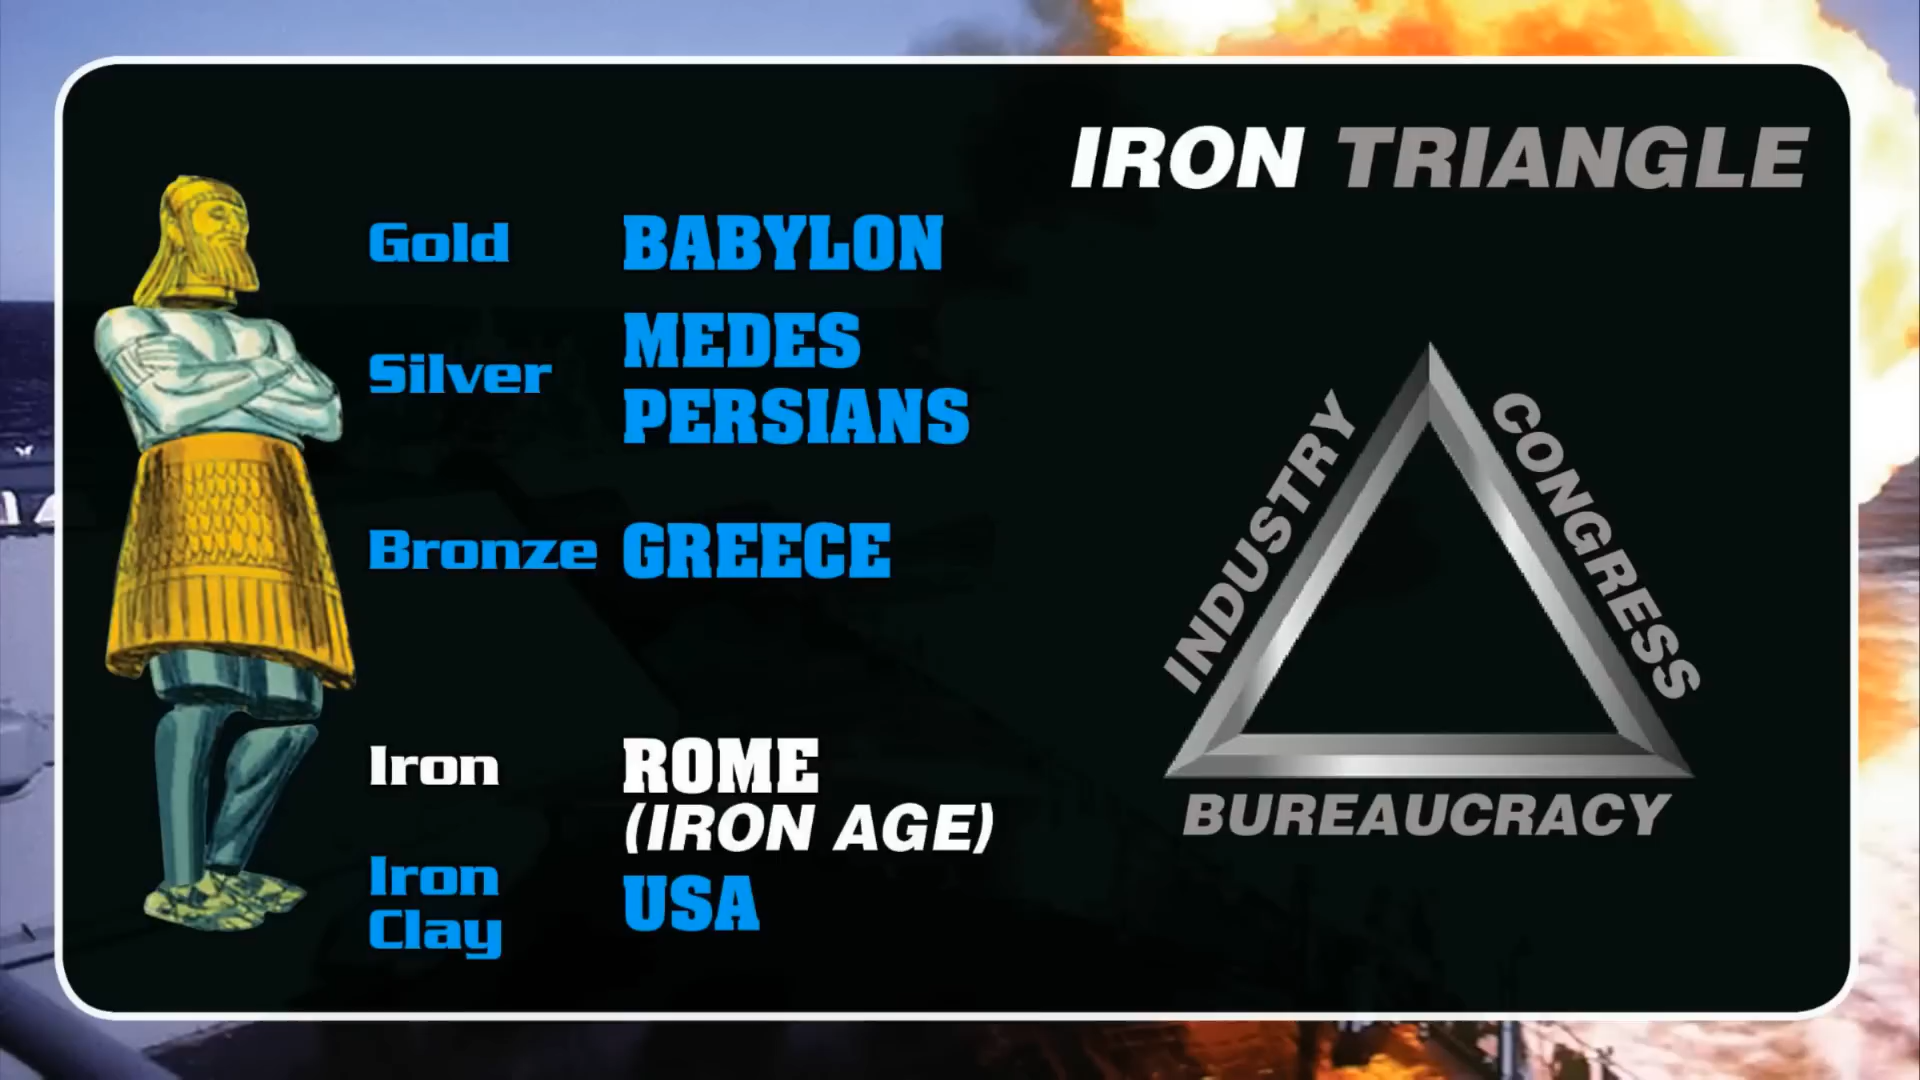 IRON TRIANGLE
Gold BABYLON
Silver MEDES
PERSIANS
Bronze GREECE
Iron ROME
(IRON AGE)
Iron
Clay USA
INDUSTRY
CONGRESS
BUREAUCRACY